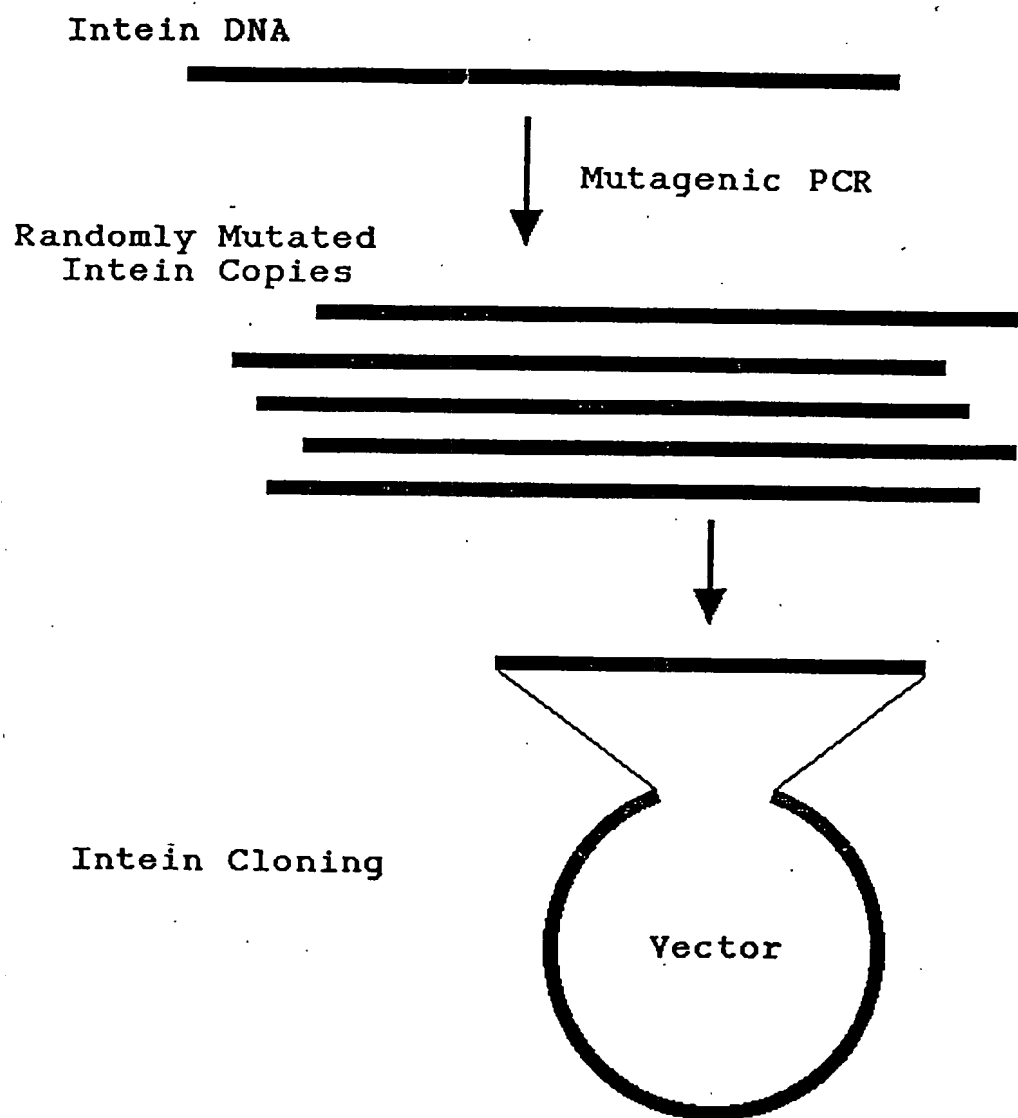 Intein DNA
Mutagenic PCR
Randomly Mutated
Intein Copies
Intein Cloning
Vector